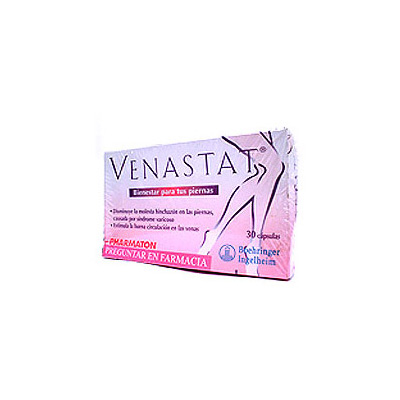 VENASTAT®
Bienestar para tus piernas
• Disminuye la molesta hinchazón en las piernas,
causada por síndrome varicoso
• Estimula la buena circulación en las venas
30 cápsulas
PHARMATON
PREGUNTAR EN FARMACIA
Boehringer
Ingelheim